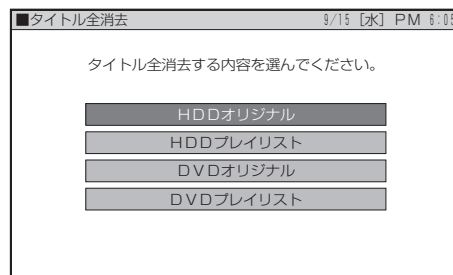 ■タイトル全消去 9/15 [水] PM 6:05
タイトル全消去する内容を選んでください。
HDDオリジナル
HDDプレイリスト
DVDオリジナル
DVDプレイリスト